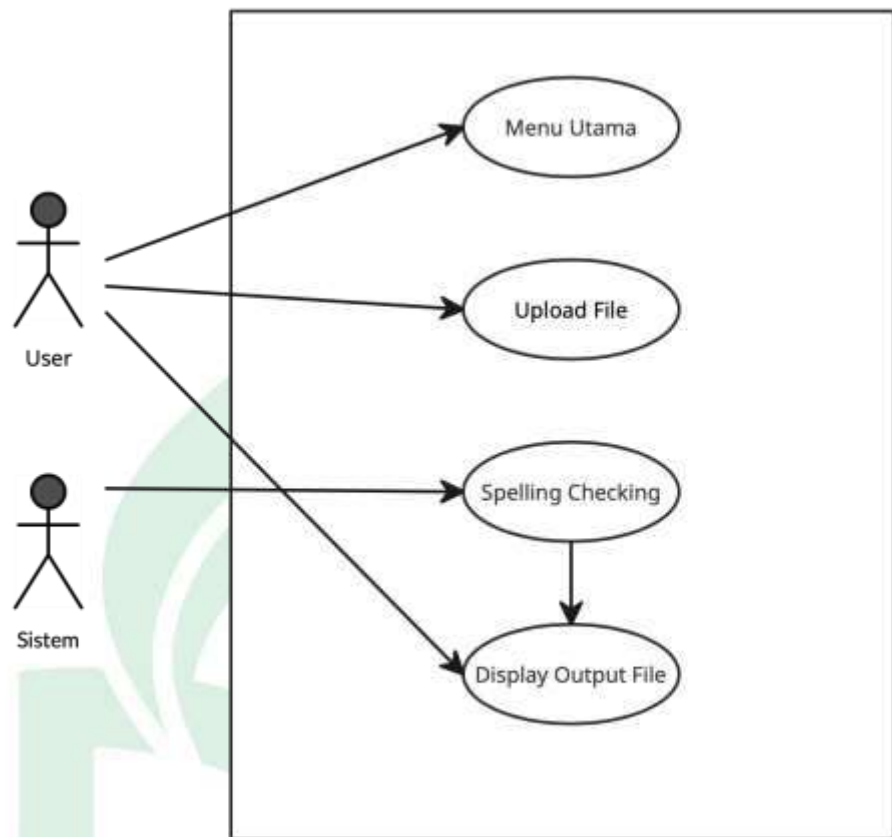 Menu Utama
Upload File
User
Spelling Checking
Sistem
Display Output File